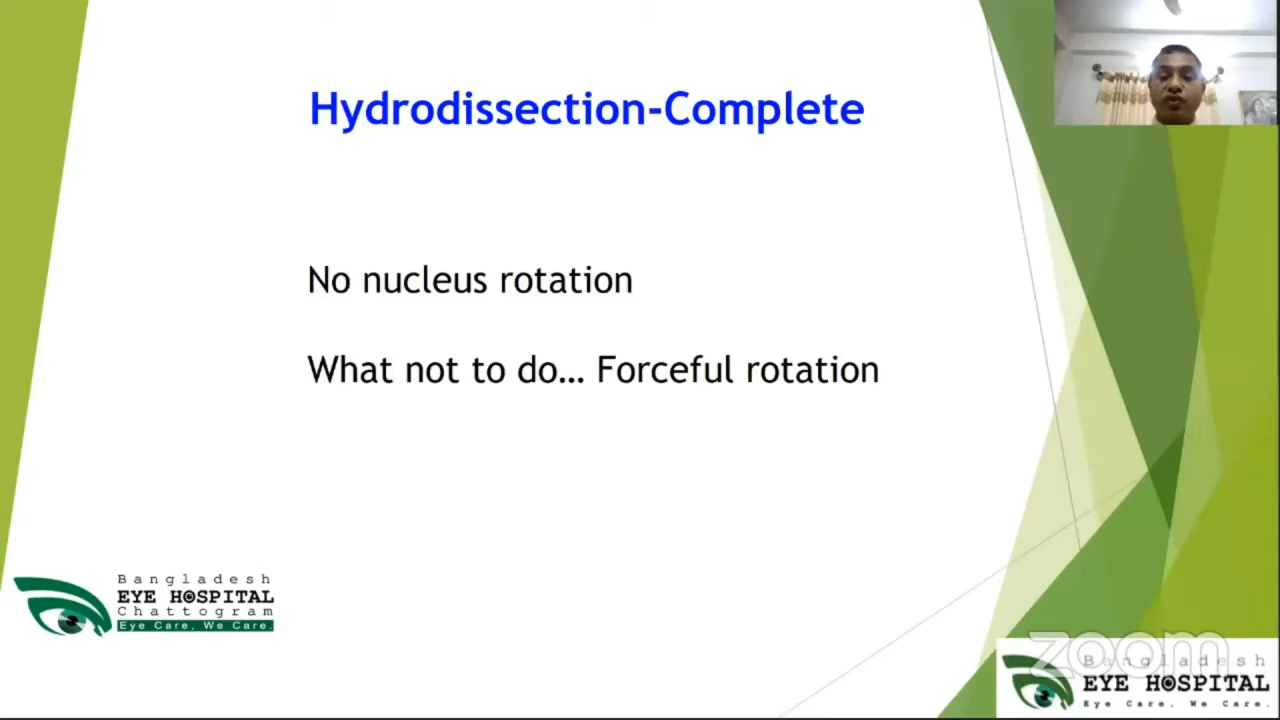 Hydrodissection-Complete
No nucleus rotation
What not to do… Forceful rotation
Bangladesh
EYE HOSPITAL
Chattogram
Eye Care, We Care.
zoom
Bangladesh
EYE HOSPITAL
Eye Care, We Care.